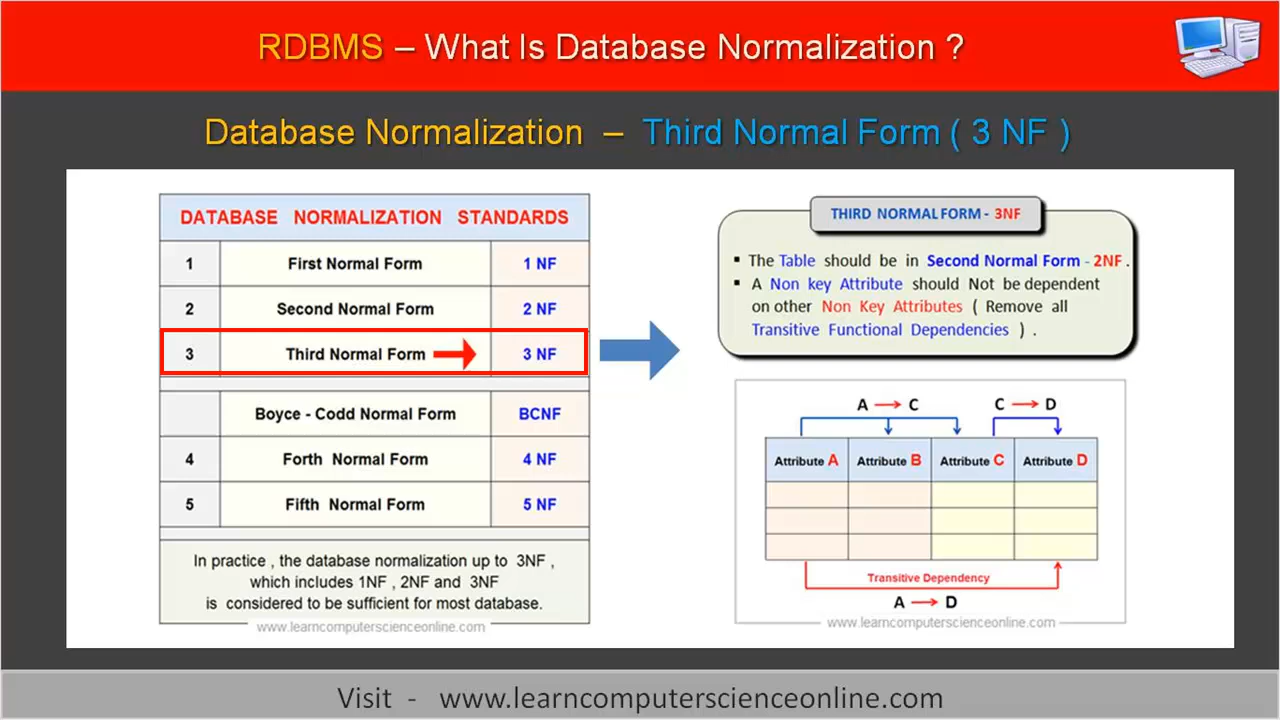 RDBMS – What Is Database Normalization ?
Database Normalization – Third Normal Form ( 3 NF )
DATABASE NORMALIZATION STANDARDS
1 First Normal Form 1 NF
2 Second Normal Form 2 NF
3 Third Normal Form 3 NF
Boyce - Codd Normal Form BCNF
4 Forth Normal Form 4 NF
5 Fifth Normal Form 5 NF
In practice , the database normalization up to 3NF ,
which includes 1NF , 2NF and 3NF
is considered to be sufficient for most database.
www.learncomputerscienceonline.com
THIRD NORMAL FORM - 3NF
▪ The Table should be in Second Normal Form - 2NF .
▪ A Non key Attribute should Not be dependent
on other Non Key Attributes ( Remove all
Transitive Functional Dependencies ) .
A → C C → D
Attribute A Attribute B Attribute C Attribute D
Transitive Dependency
A → D
www.learncomputerscienceonline.com
Visit - www.learncomputerscienceonline.com